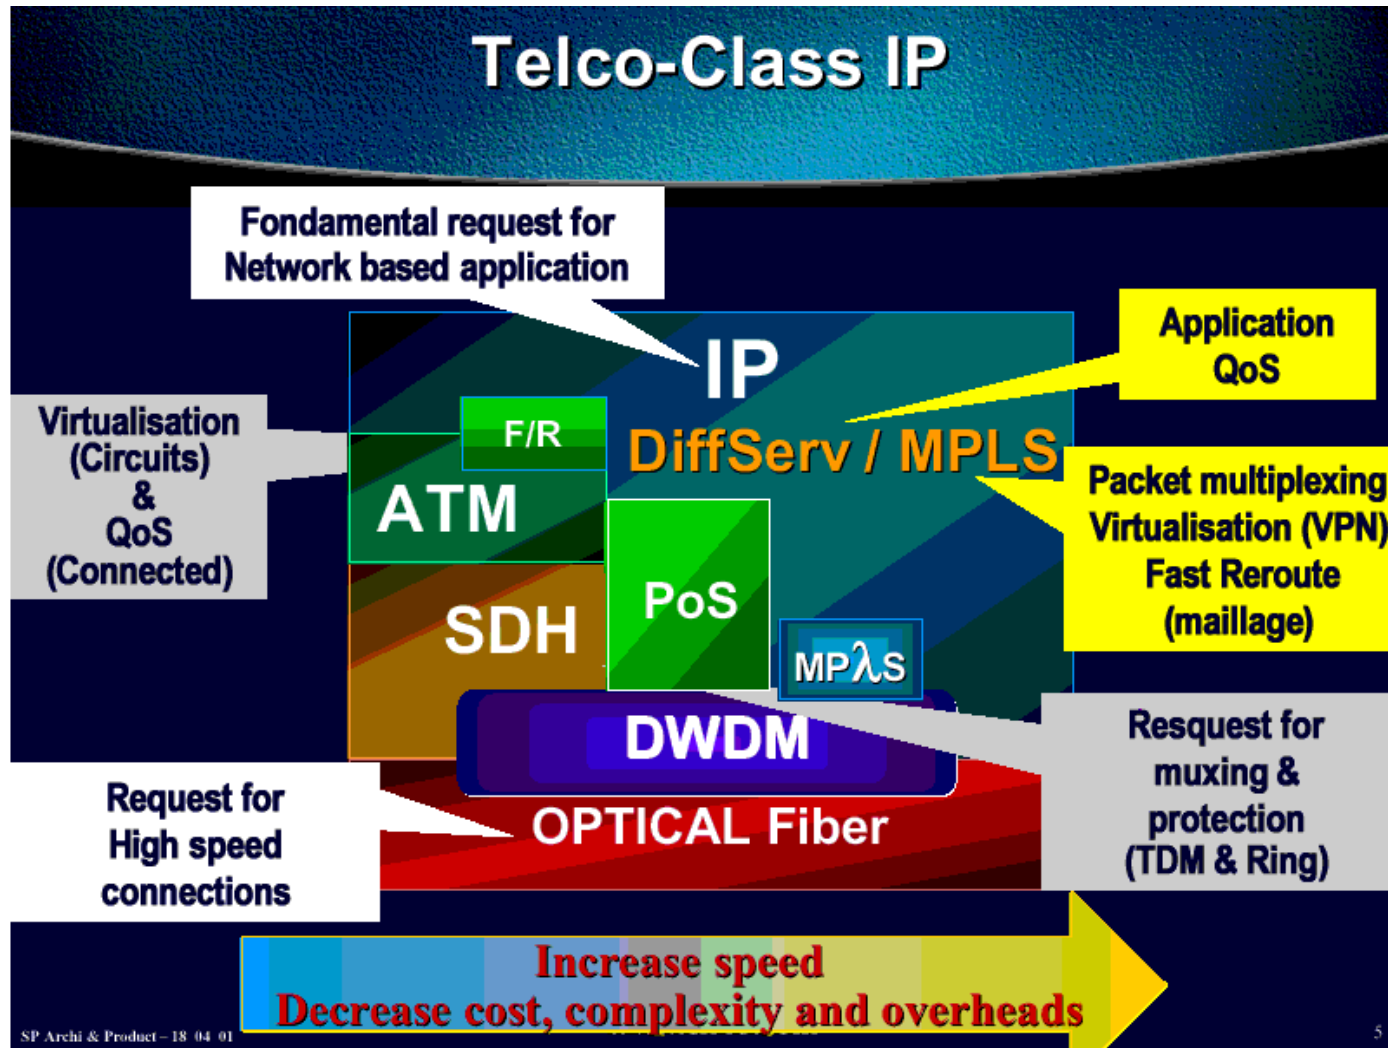 Telco-Class IP
Fondamental request for
Network based application
IP
Application
QoS
Virtualisation
(Circuits)
&
QoS
(Connected)
F/R
DiffServ / MPLS
ATM
Packet multiplexing
Virtualisation (VPN)
Fast Reroute
(maillage)
PoS
SDH
MPλS
DWDM
Resquest for
muxing &
protection
(TDM & Ring)
Request for
High speed
connections
OPTICAL Fiber
Increase speed
Decrease cost, complexity and overheads
SP Archi & Product – 18 04 01
5